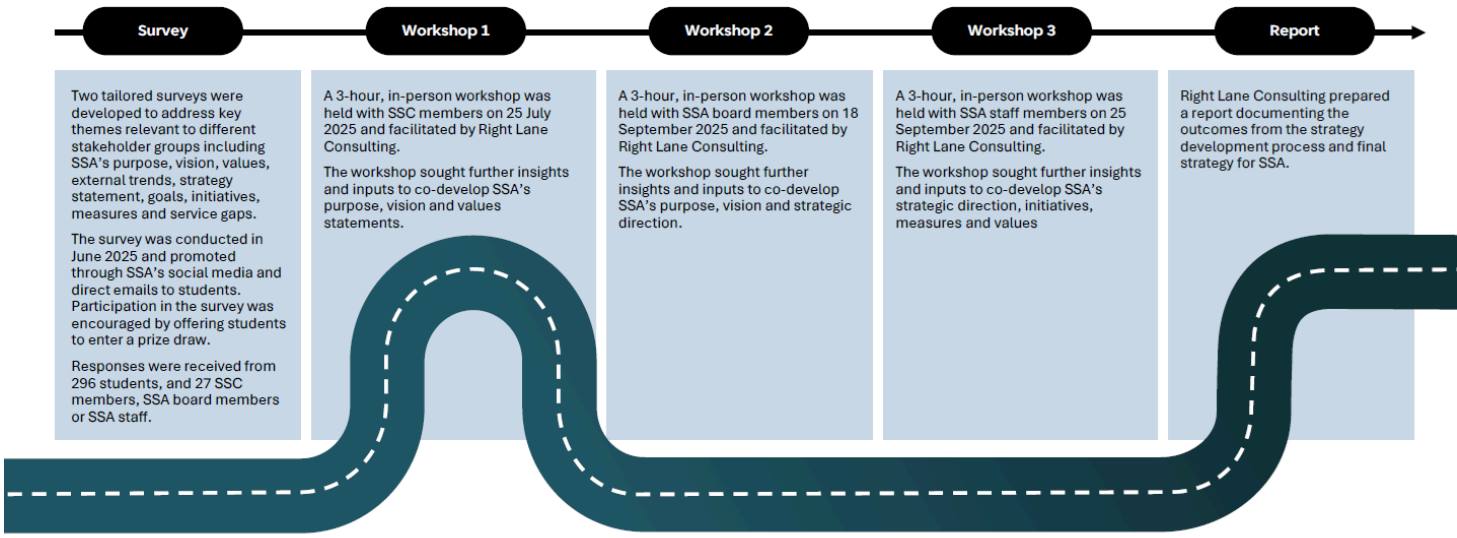 Survey
Workshop 1
Workshop 2
Workshop 3
Report
Two tailored surveys were
developed to address key
themes relevant to different
stakeholder groups including
SSA's purpose, vision, values,
external trends, strategy
statement, goals, initiatives,
measures and service gaps.
The survey was conducted in
June 2025 and promoted
through SSA's social media and
direct emails to students.
Participation in the survey was
encouraged by offering students
to enter a prize draw.
Responses were received from
296 students, and 27 SSC
members, SSA board members
or SSA staff.
A 3-hour, in-person workshop was
held with SSC members on 25 July
2025 and facilitated by Right Lane
Consulting.
The workshop sought further insights
and inputs to co-develop SSA's
purpose, vision and values
statements.
A 3-hour, in-person workshop was
held with SSA board members on 18
September 2025 and facilitated by
Right Lane Consulting.
The workshop sought further
insights and inputs to co-develop
SSA's purpose, vision and strategic
direction.
A 3-hour, in-person workshop was
held with SSA staff members on 25
September 2025 and facilitated by
Right Lane Consulting.
The workshop sought further insights
and inputs to co-develop SSA's
strategic direction, initiatives,
measures and values
Right Lane Consulting prepared
a report documenting the
outcomes from the strategy
development process and final
strategy for SSA.